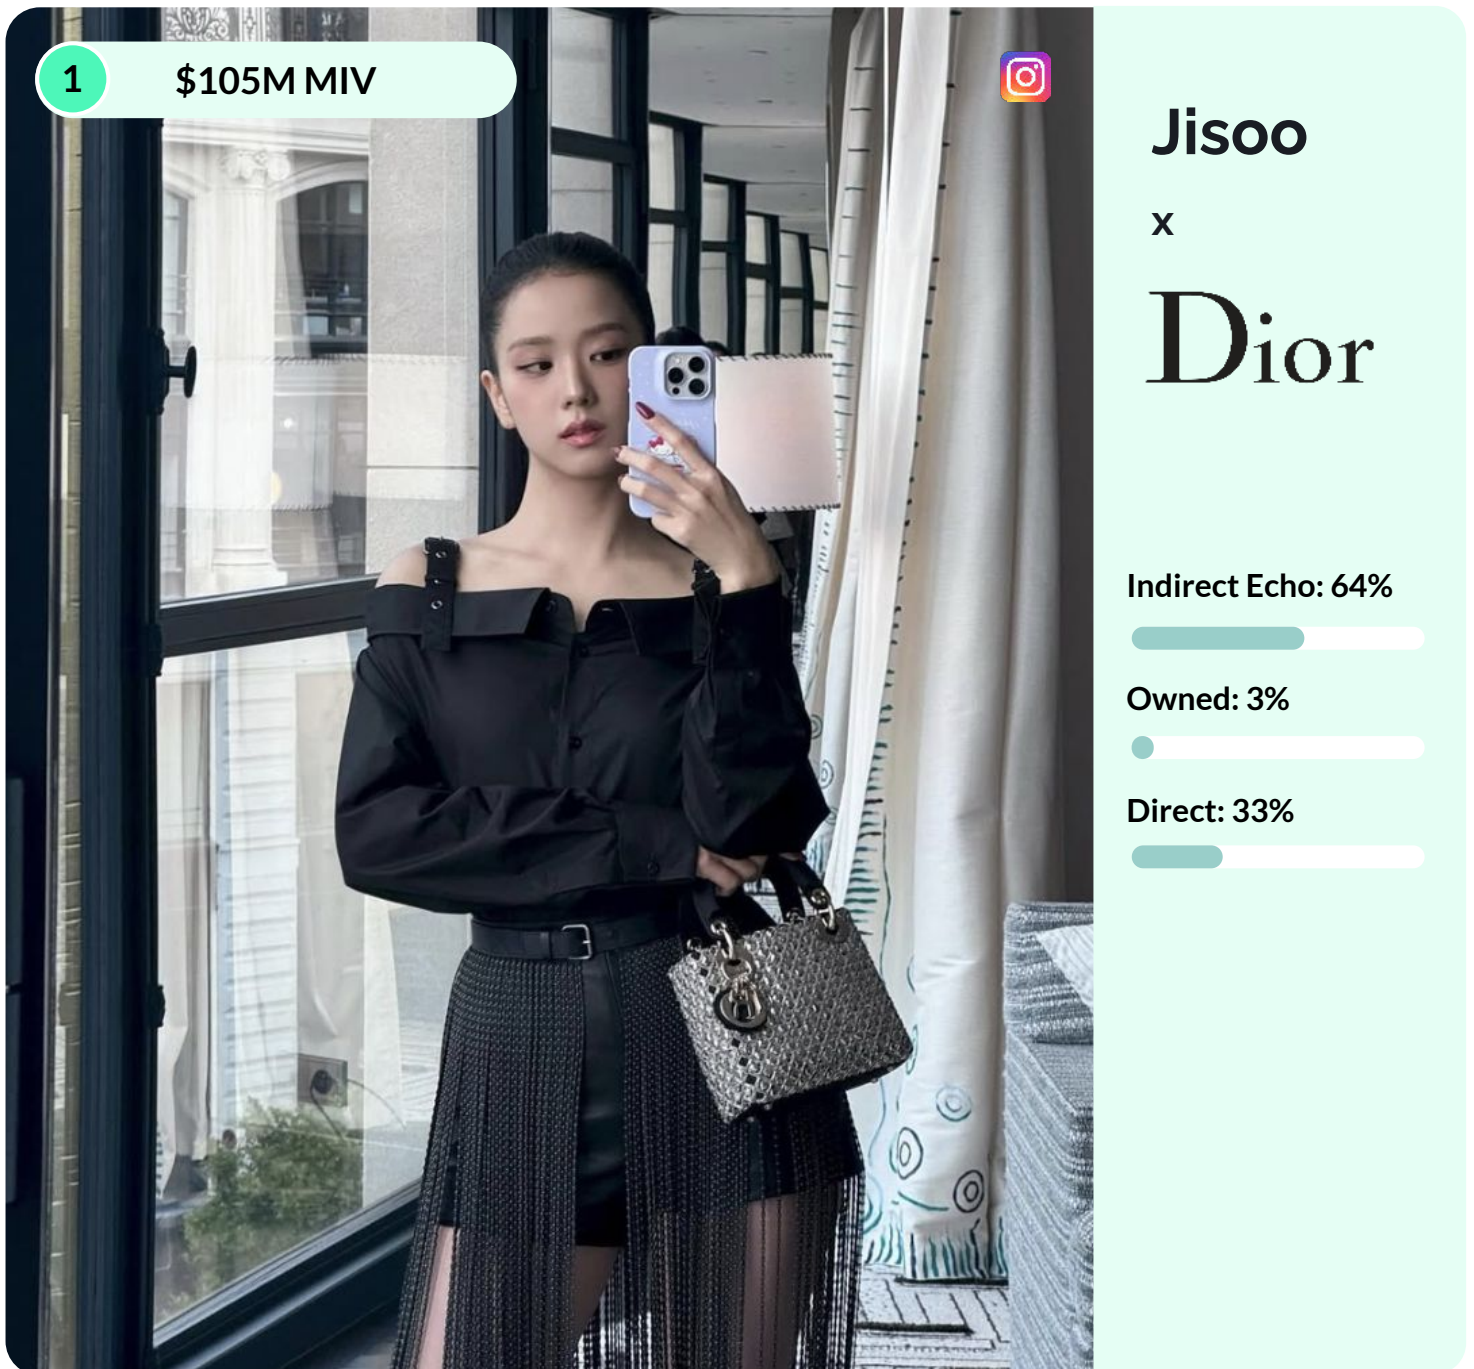 1
$105M MIV
Jisoo
x
Dior
Indirect Echo: 64%
Owned: 3%
Direct: 33%